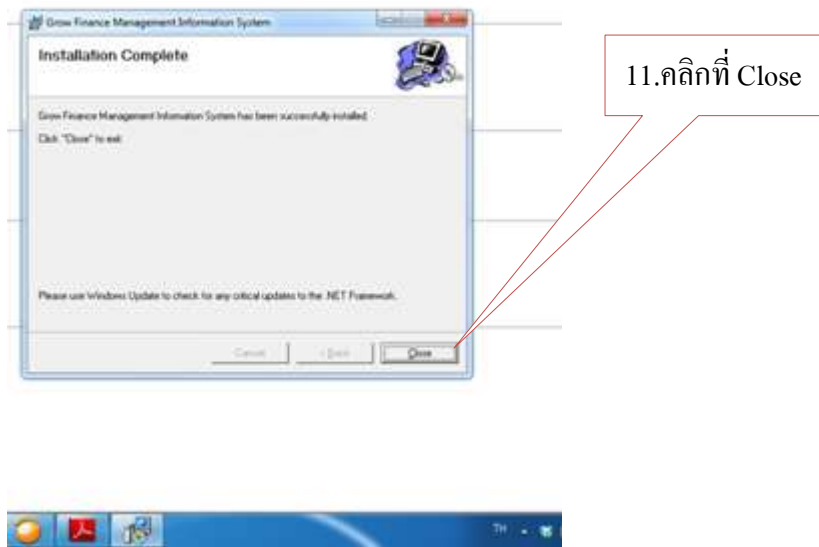 Grow Finance Management Information System
Installation Complete
11.คลิกที่ Close
Grow Finance Management Information System has been successfully installed.
Click "Close" to exit.
Please use Windows Update to check for any critical updates to the .NET Framework.
Cancel
< Back
Close
TH